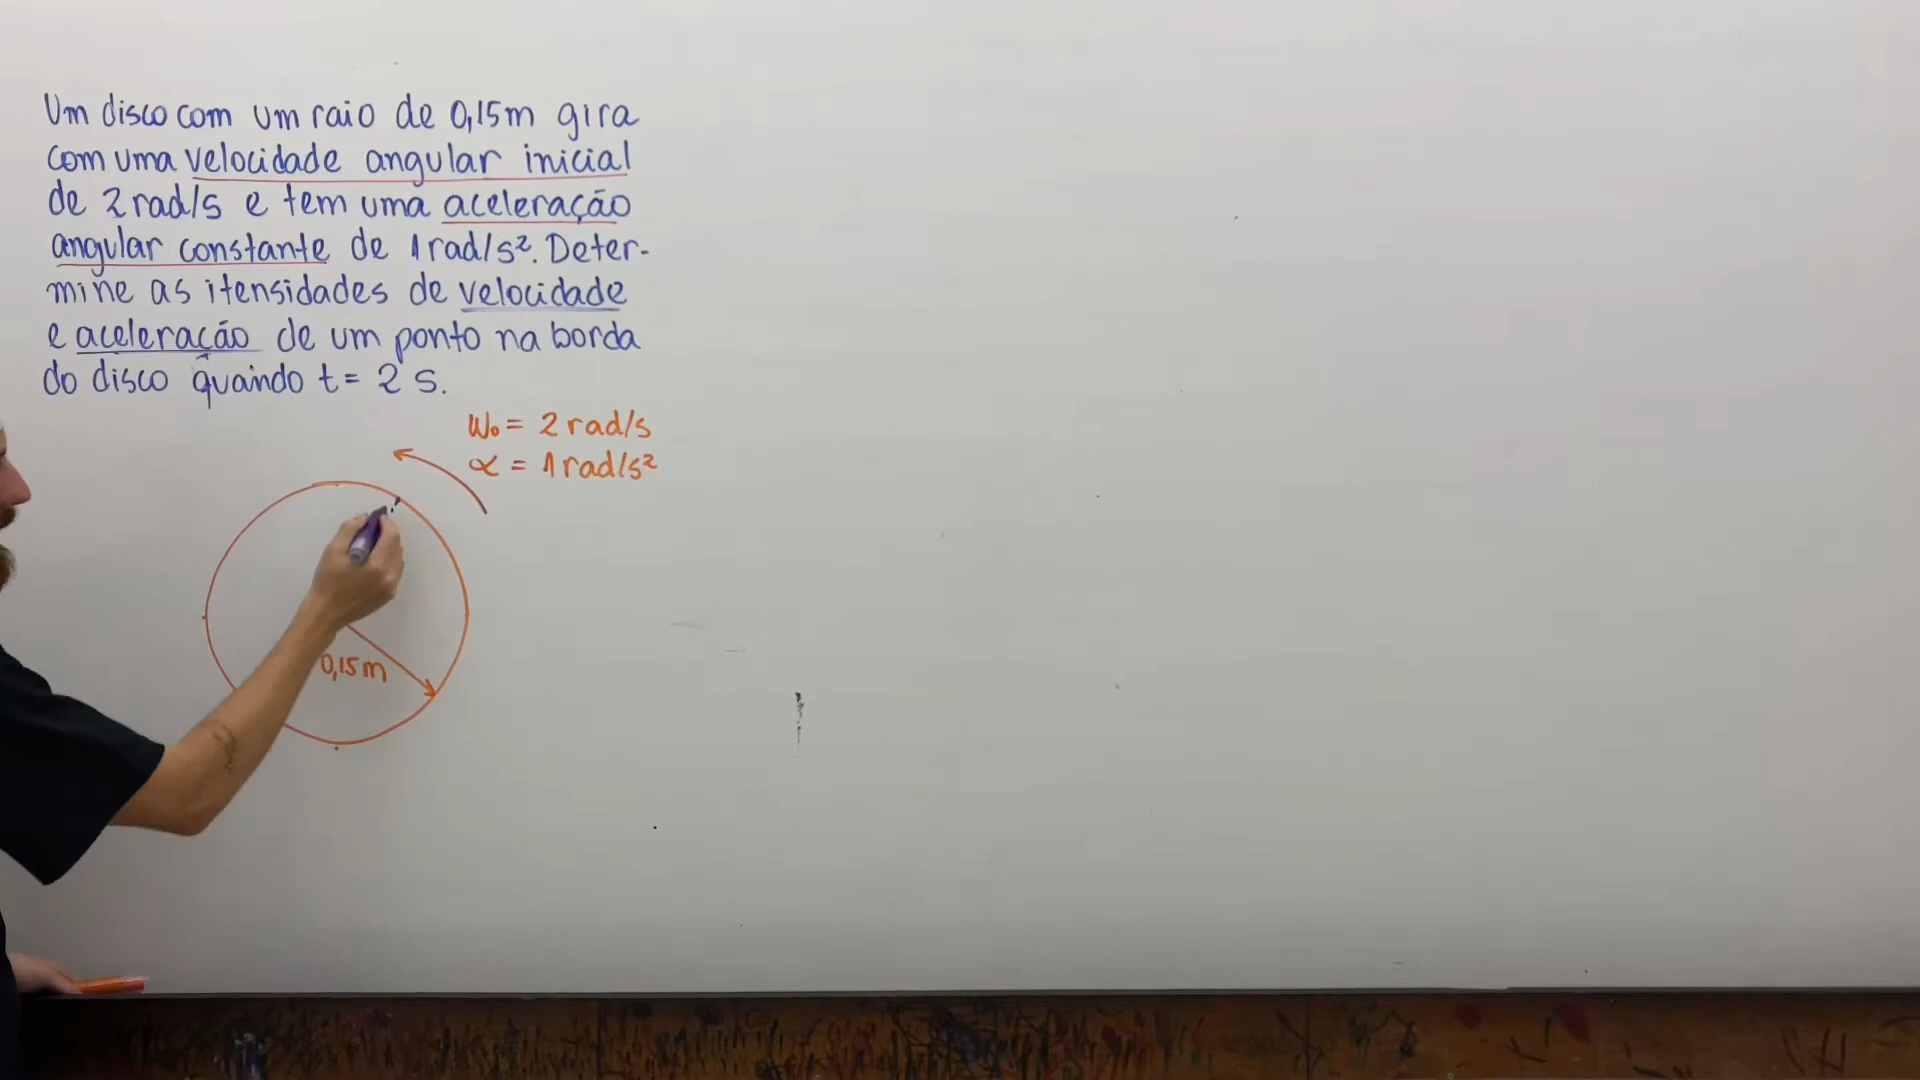 Um disco com um raio de 0,15m gira
com uma velocidade angular inicial
de 2 rad/s e tem uma aceleração
angular constante de 1 rad/s². Deter-
mine as itensidades de velocidade
e aceleração de um ponto na borda
do disco quando t = 2 s.
ω₀ = 2 rad/s
α = 1 rad/s²
0,15m